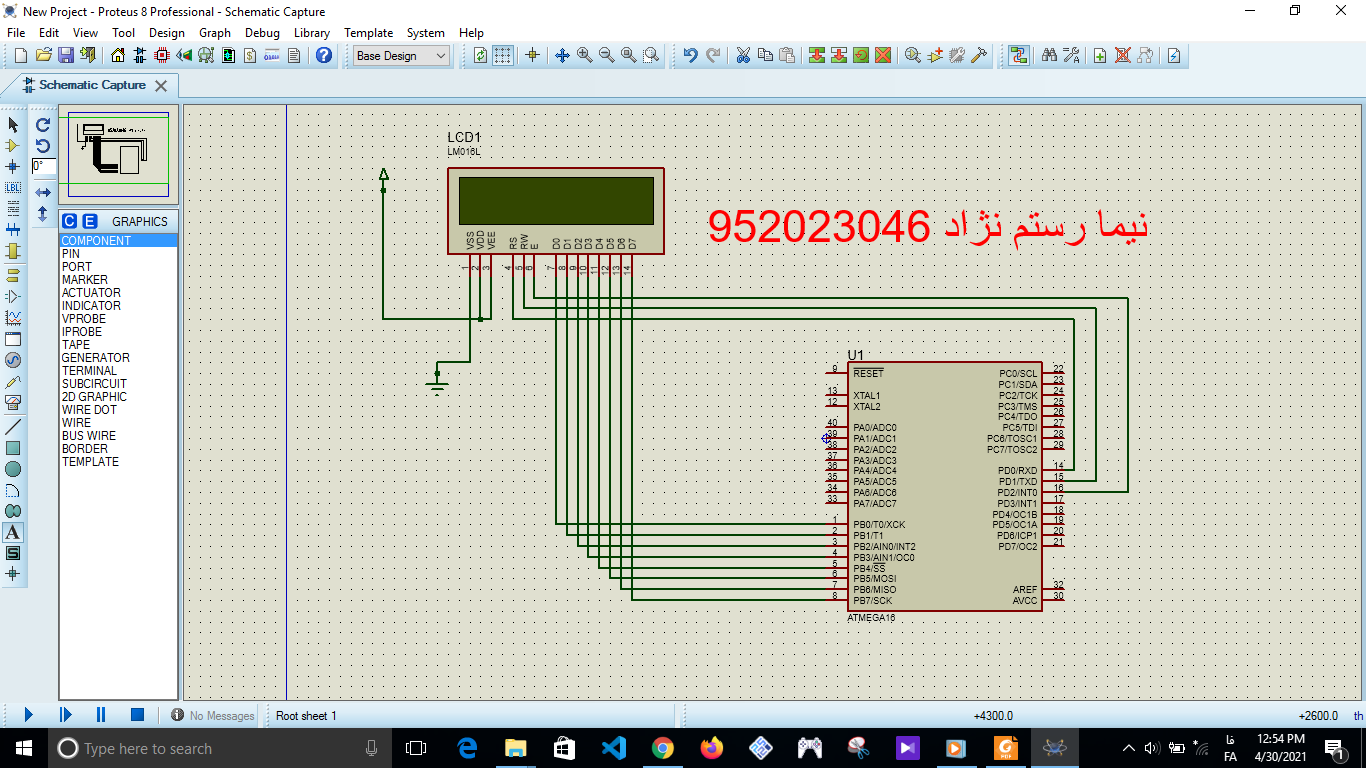 New Project - Proteus 8 Professional - Schematic Capture
File Edit View Tool Design Graph Debug Library Template System Help
Base Design
Schematic Capture
0°
LBL
C E GRAPHICS
COMPONENT
PIN
PORT
MARKER
ACTUATOR
INDICATOR
VPROBE
IPROBE
TAPE
GENERATOR
TERMINAL
SUBCIRCUIT
2D GRAPHIC
WIRE DOT
WIRE
BUS WIRE
BORDER
TEMPLATE
A
S
LCD1
LM016L
VSS VDD VEE RS RW E D0 D1 D2 D3 D4 D5 D6 D7
1 2 3 4 5 6 7 8 9 10 11 12 13 14
نیما رستم نژاد 952023046
U1
9 RESET PC0/SCL 22
PC1/SDA 23
13 XTAL1 PC2/TCK 24
12 XTAL2 PC3/TMS 25
PC4/TDO 26
40 PA0/ADC0 PC5/TDI 27
39 PA1/ADC1 PC6/TOSC1 28
38 PA2/ADC2 PC7/TOSC2 29
37 PA3/ADC3
36 PA4/ADC4 PD0/RXD 14
35 PA5/ADC5 PD1/TXD 15
34 PA6/ADC6 PD2/INT0 16
33 PA7/ADC7 PD3/INT1 17
PD4/OC1B 18
1 PB0/T0/XCK PD5/OC1A 19
2 PB1/T1 PD6/ICP1 20
3 PB2/AIN0/INT2 PD7/OC2 21
4 PB3/AIN1/OC0
5 PB4/SS
6 PB5/MOSI
7 PB6/MISO AREF 32
8 PB7/SCK AVCC 30
ATMEGA16
No Messages Root sheet 1 +4300.0 +2600.0 th
Type here to search
فا 12:54 PM
FA 4/30/2021
1